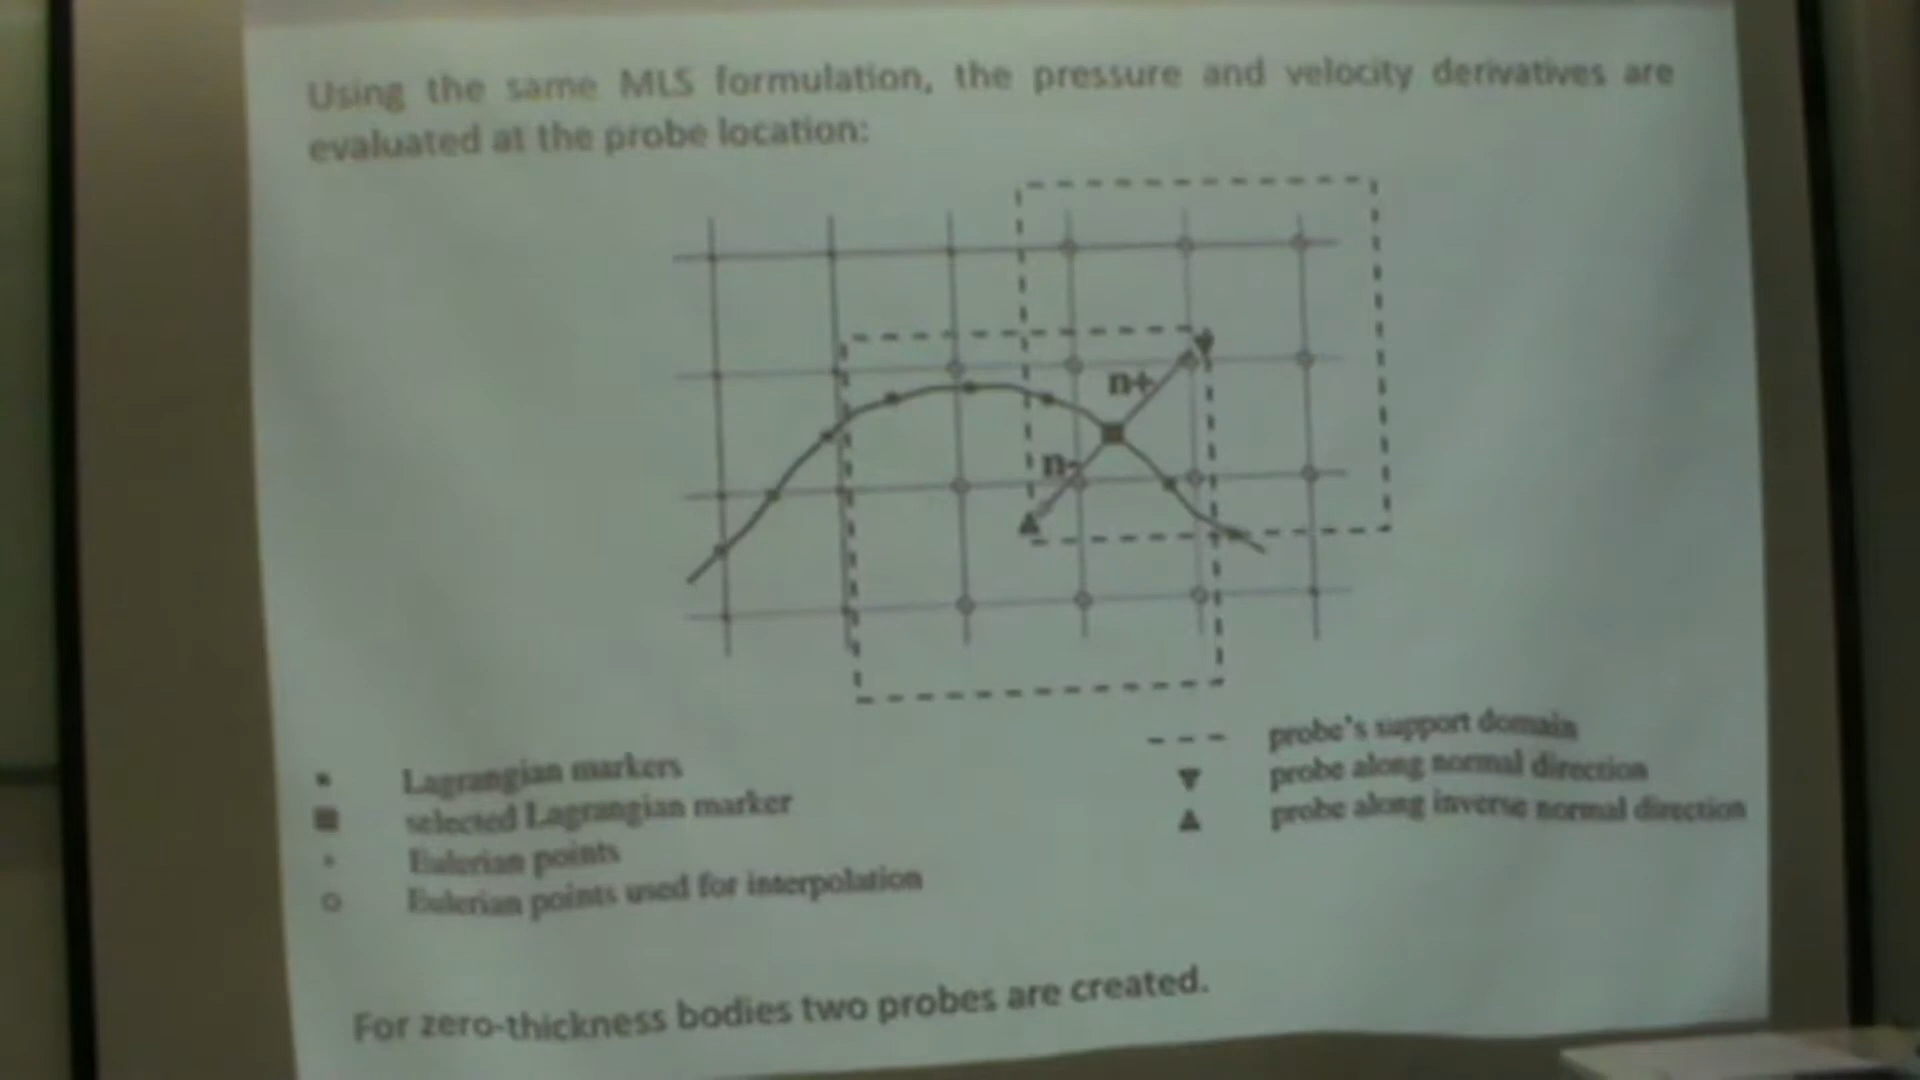 Using the same MLS formulation, the pressure and velocity derivatives are
evaluated at the probe location:
n+
n-
Lagrangian markers
selected Lagrangian marker
Eulerian points
Eulerian points used for interpolation
probe's support domain
probe along normal direction
probe along inverse normal direction
For zero-thickness bodies two probes are created.